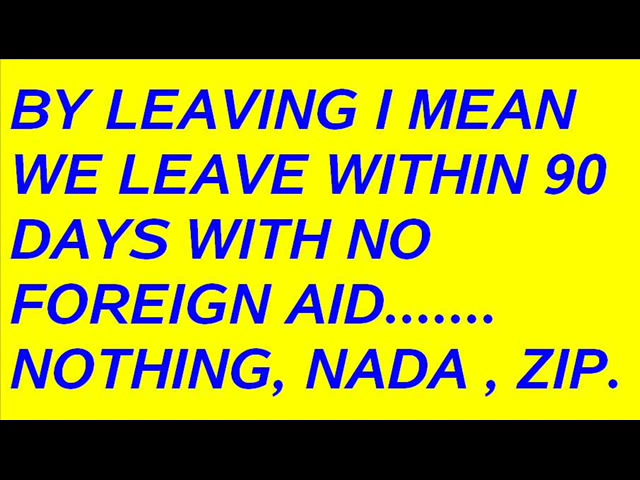 BY LEAVING I MEAN
WE LEAVE WITHIN 90
DAYS WITH NO
FOREIGN AID.......
NOTHING, NADA , ZIP.